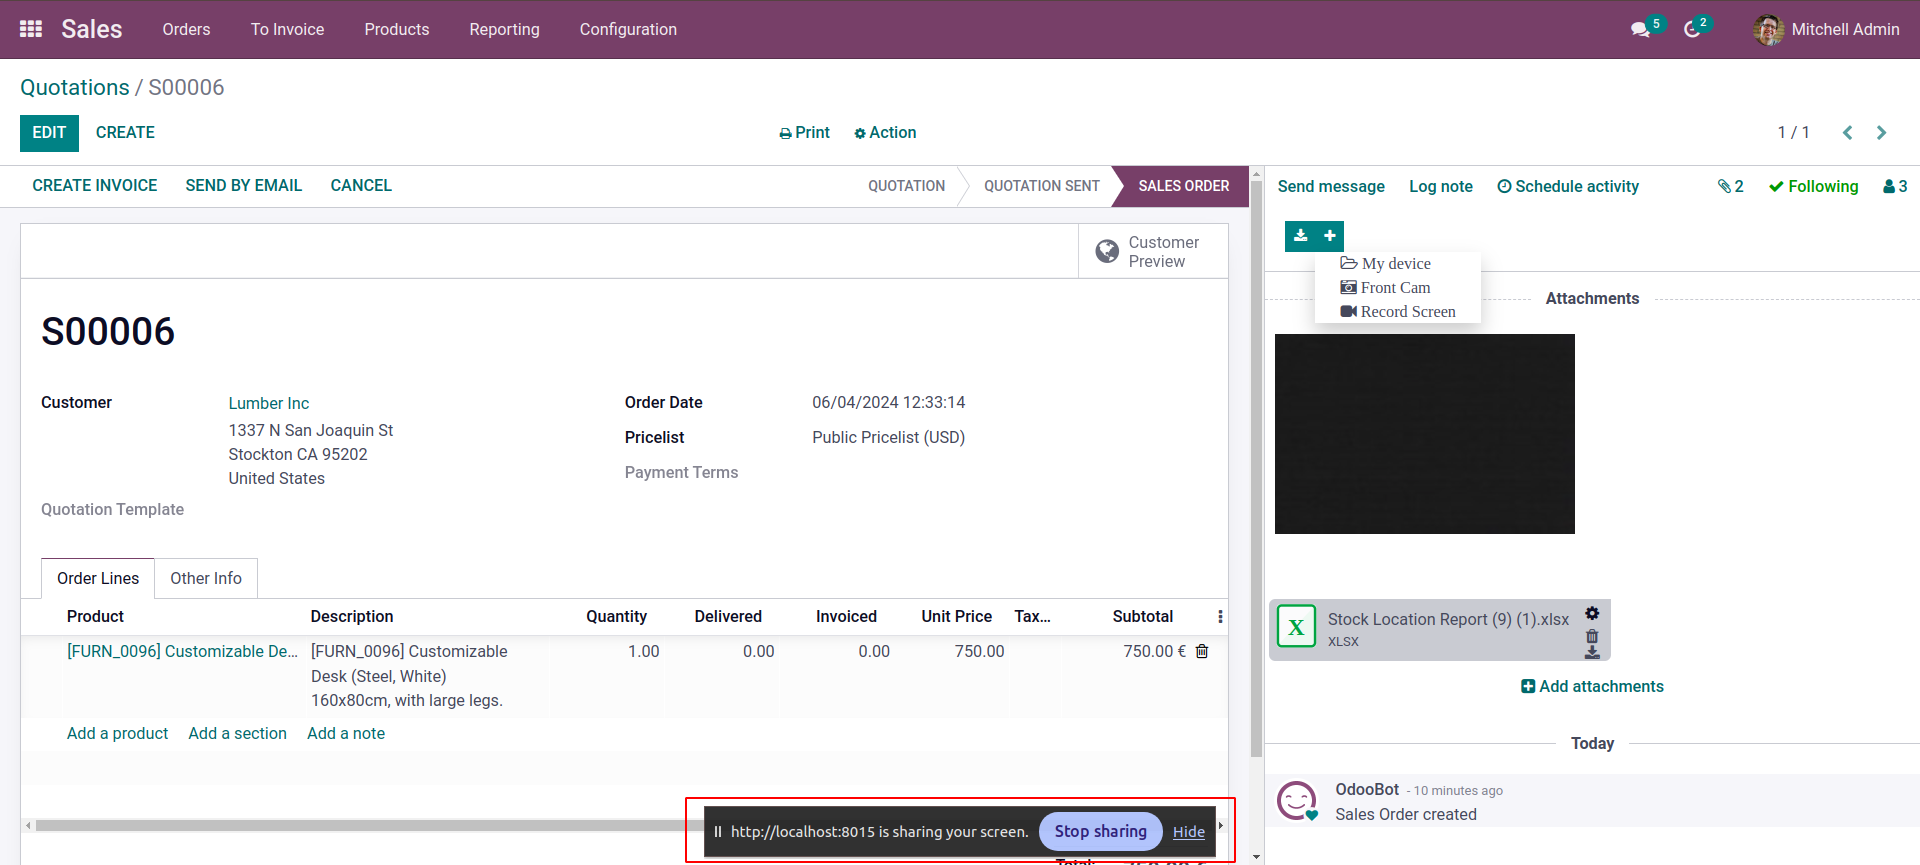 Sales Orders To Invoice Products Reporting Configuration 5 2 Mitchell Admin
Quotations / S00006
EDIT CREATE Print Action 1 / 1
CREATE INVOICE SEND BY EMAIL CANCEL QUOTATION QUOTATION SENT SALES ORDER
Send message Log note Schedule activity 2 Following 3
Customer
Preview
My device
Front Cam
Record Screen
Attachments
S00006
Customer Lumber Inc
1337 N San Joaquin St
Stockton CA 95202
United States
Quotation Template
Order Date 06/04/2024 12:33:14
Pricelist Public Pricelist (USD)
Payment Terms
Order Lines Other Info
Product Description Quantity Delivered Invoiced Unit Price Tax... Subtotal
[FURN_0096] Customizable De... [FURN_0096] Customizable 1.00 0.00 0.00 750.00 750.00 €
Desk (Steel, White)
160x80cm, with large legs.
Add a product Add a section Add a note
X Stock Location Report (9) (1).xlsx
XLSX
Add attachments
Today
OdooBot - 10 minutes ago
Sales Order created
http://localhost:8015 is sharing your screen. Stop sharing Hide
Total: